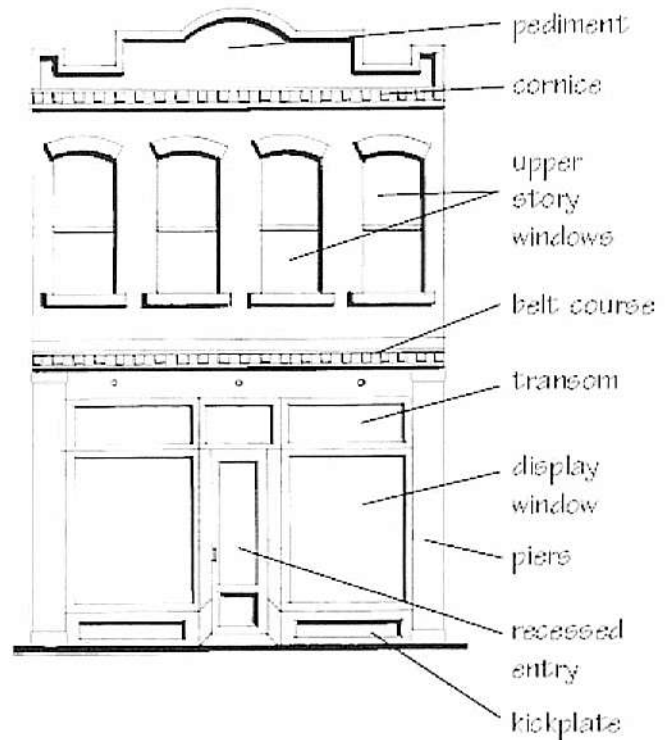 pediment
cornice
upper
story
windows
belt course
transom
display
window
piers
recessed
entry
kickplate